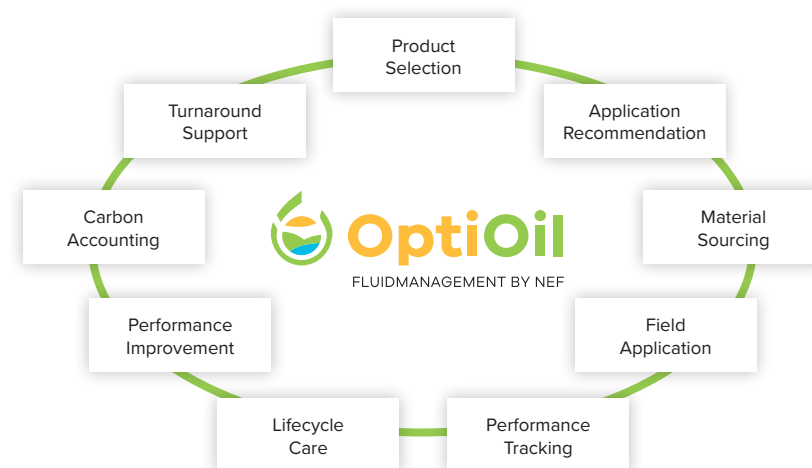 Product
Selection
Application
Recommendation
Material
Sourcing
Field
Application
Performance
Tracking
Lifecycle
Care
Performance
Improvement
Carbon
Accounting
Turnaround
Support
OptiOil
FLUIDMANAGEMENT BY NEF